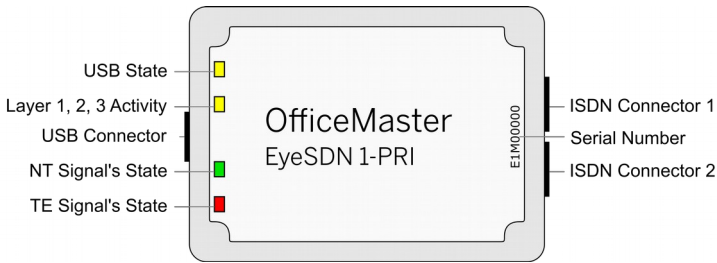 USB State
Layer 1, 2, 3 Activity
USB Connector
NT Signal's State
TE Signal's State
OfficeMaster
EyeSDN 1-PRI
E1M00000
ISDN Connector 1
Serial Number
ISDN Connector 2